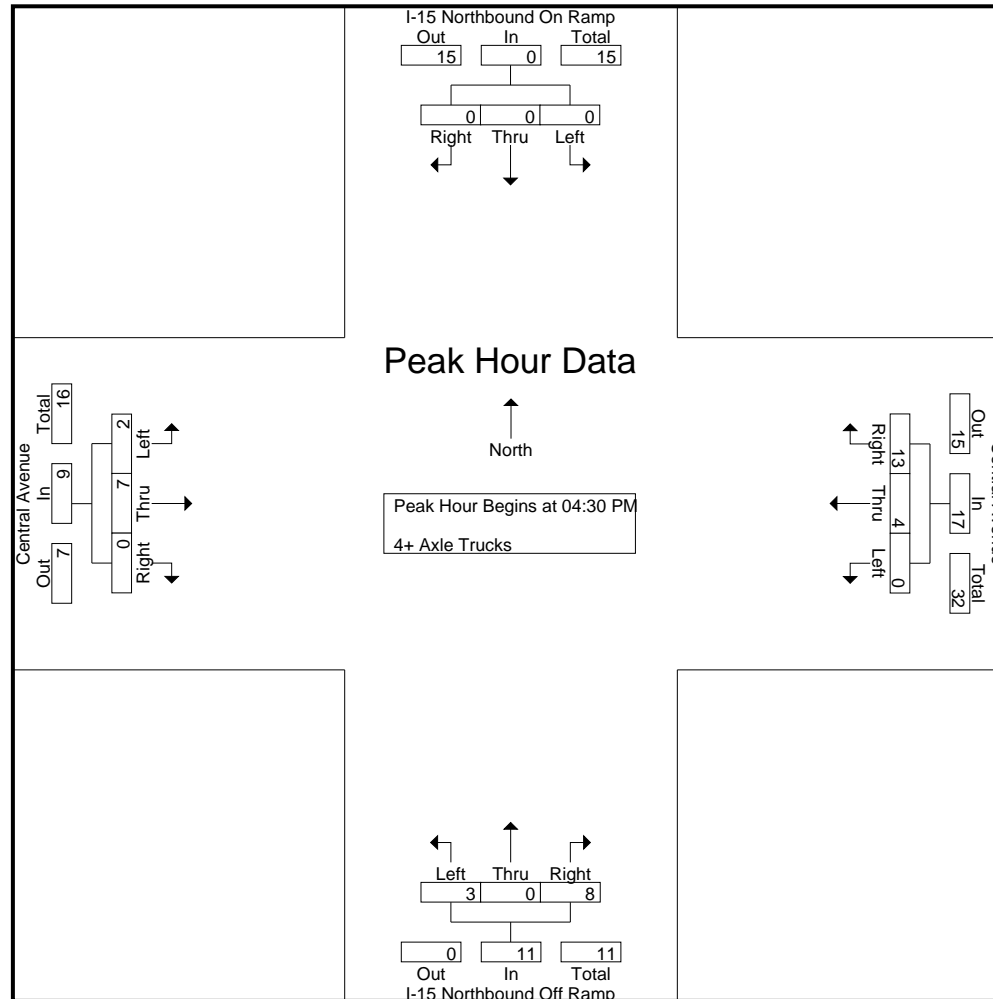 I-15 Northbound On Ramp
Out In Total
15 0 15
0 0 0
Right Thru Left
Peak Hour Data
North
Peak Hour Begins at 04:30 PM
4+ Axle Trucks
Central Avenue
Total In Out
16 9 7
2 7 0
Left Thru Right
Out In Total
15 17 32
13 4 0
Right Thru Left
Left Thru Right
3 0 8
0 11 11
Out In Total
I-15 Northbound Off Ramp